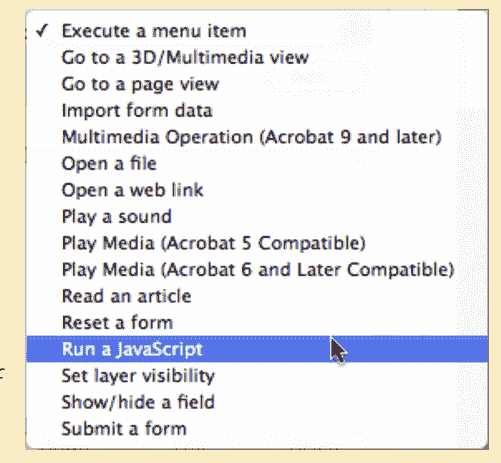 ✓ Execute a menu item
Go to a 3D/Multimedia view
Go to a page view
Import form data
Multimedia Operation (Acrobat 9 and later)
Open a file
Open a web link
Play a sound
Play Media (Acrobat 5 Compatible)
Play Media (Acrobat 6 and Later Compatible)
Read an article
Reset a form
Run a JavaScript
Set layer visibility
Show/hide a field
Submit a form